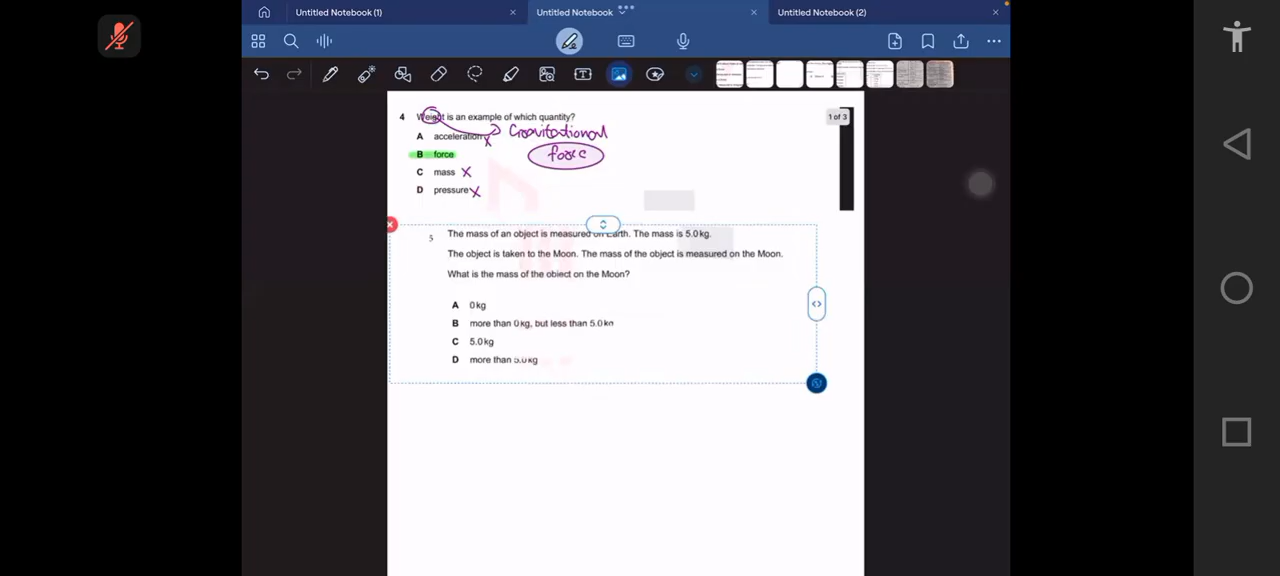 Untitled Notebook (1)
Untitled Notebook
Untitled Notebook (2)
1 of 3
4 Weight is an example of which quantity?
A acceleration x Gravitational
B force force
C mass x
D pressure x
5 The mass of an object is measured on Earth. The mass is 5.0 kg.
The object is taken to the Moon. The mass of the object is measured on the Moon.
What is the mass of the object on the Moon?
A 0 kg
B more than 0 kg, but less than 5.0 kg
C 5.0 kg
D more than 5.0 kg